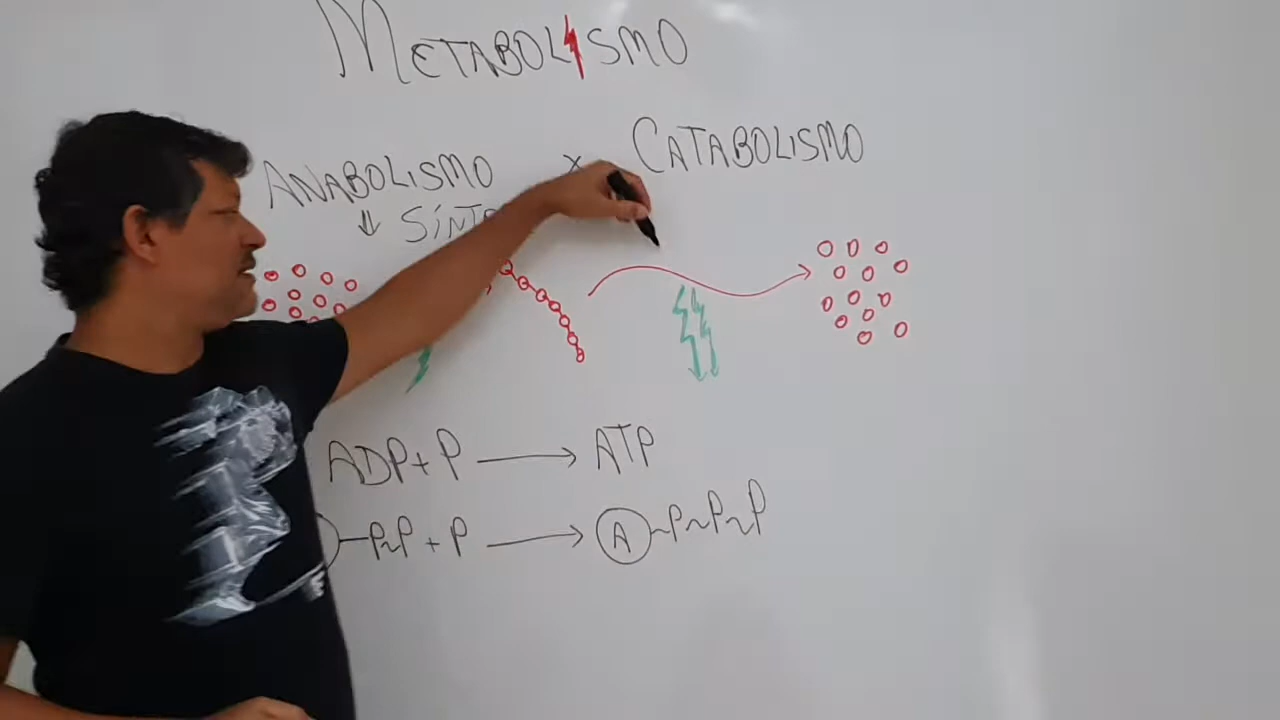 METABOLISMO
ANABOLISMO x CATABOLISMO
⇓
ADP + P → ATP
-P~P + P → A ~P~P~P